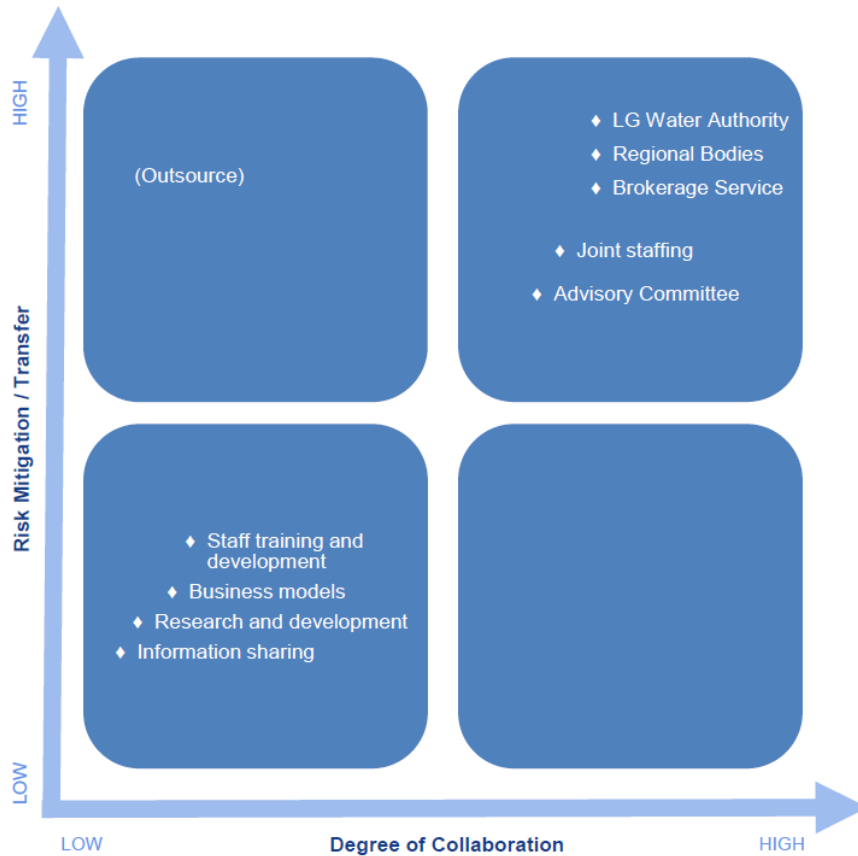 HIGH
Risk Mitigation / Transfer
LOW
(Outsource)
♦ LG Water Authority
♦ Regional Bodies
♦ Brokerage Service
♦ Joint staffing
♦ Advisory Committee
♦ Staff training and
development
♦ Business models
♦ Research and development
♦ Information sharing
LOW
Degree of Collaboration
HIGH